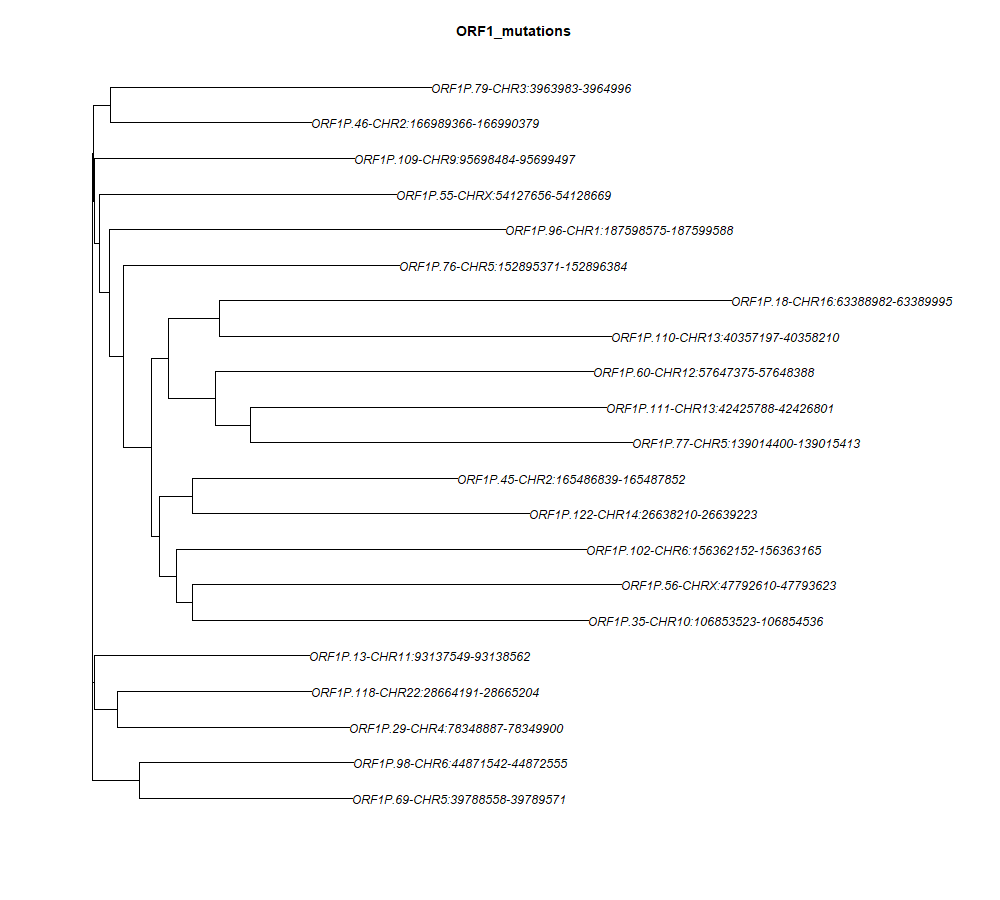 ORF1_mutations
ORF1P.79-CHR3:3963983-3964996
ORF1P.46-CHR2:166989366-166990379
ORF1P.109-CHR9:95698484-95699497
ORF1P.55-CHRX:54127656-54128669
ORF1P.96-CHR1:187598575-187599588
ORF1P.76-CHR5:152895371-152896384
ORF1P.18-CHR16:63388982-63389995
ORF1P.110-CHR13:40357197-40358210
ORF1P.60-CHR12:57647375-57648388
ORF1P.111-CHR13:42425788-42426801
ORF1P.77-CHR5:139014400-139015413
ORF1P.45-CHR2:165486839-165487852
ORF1P.122-CHR14:26638210-26639223
ORF1P.102-CHR6:156362152-156363165
ORF1P.56-CHRX:47792610-47793623
ORF1P.35-CHR10:106853523-106854536
ORF1P.13-CHR11:93137549-93138562
ORF1P.118-CHR22:28664191-28665204
ORF1P.29-CHR4:78348887-78349900
ORF1P.98-CHR6:44871542-44872555
ORF1P.69-CHR5:39788558-39789571